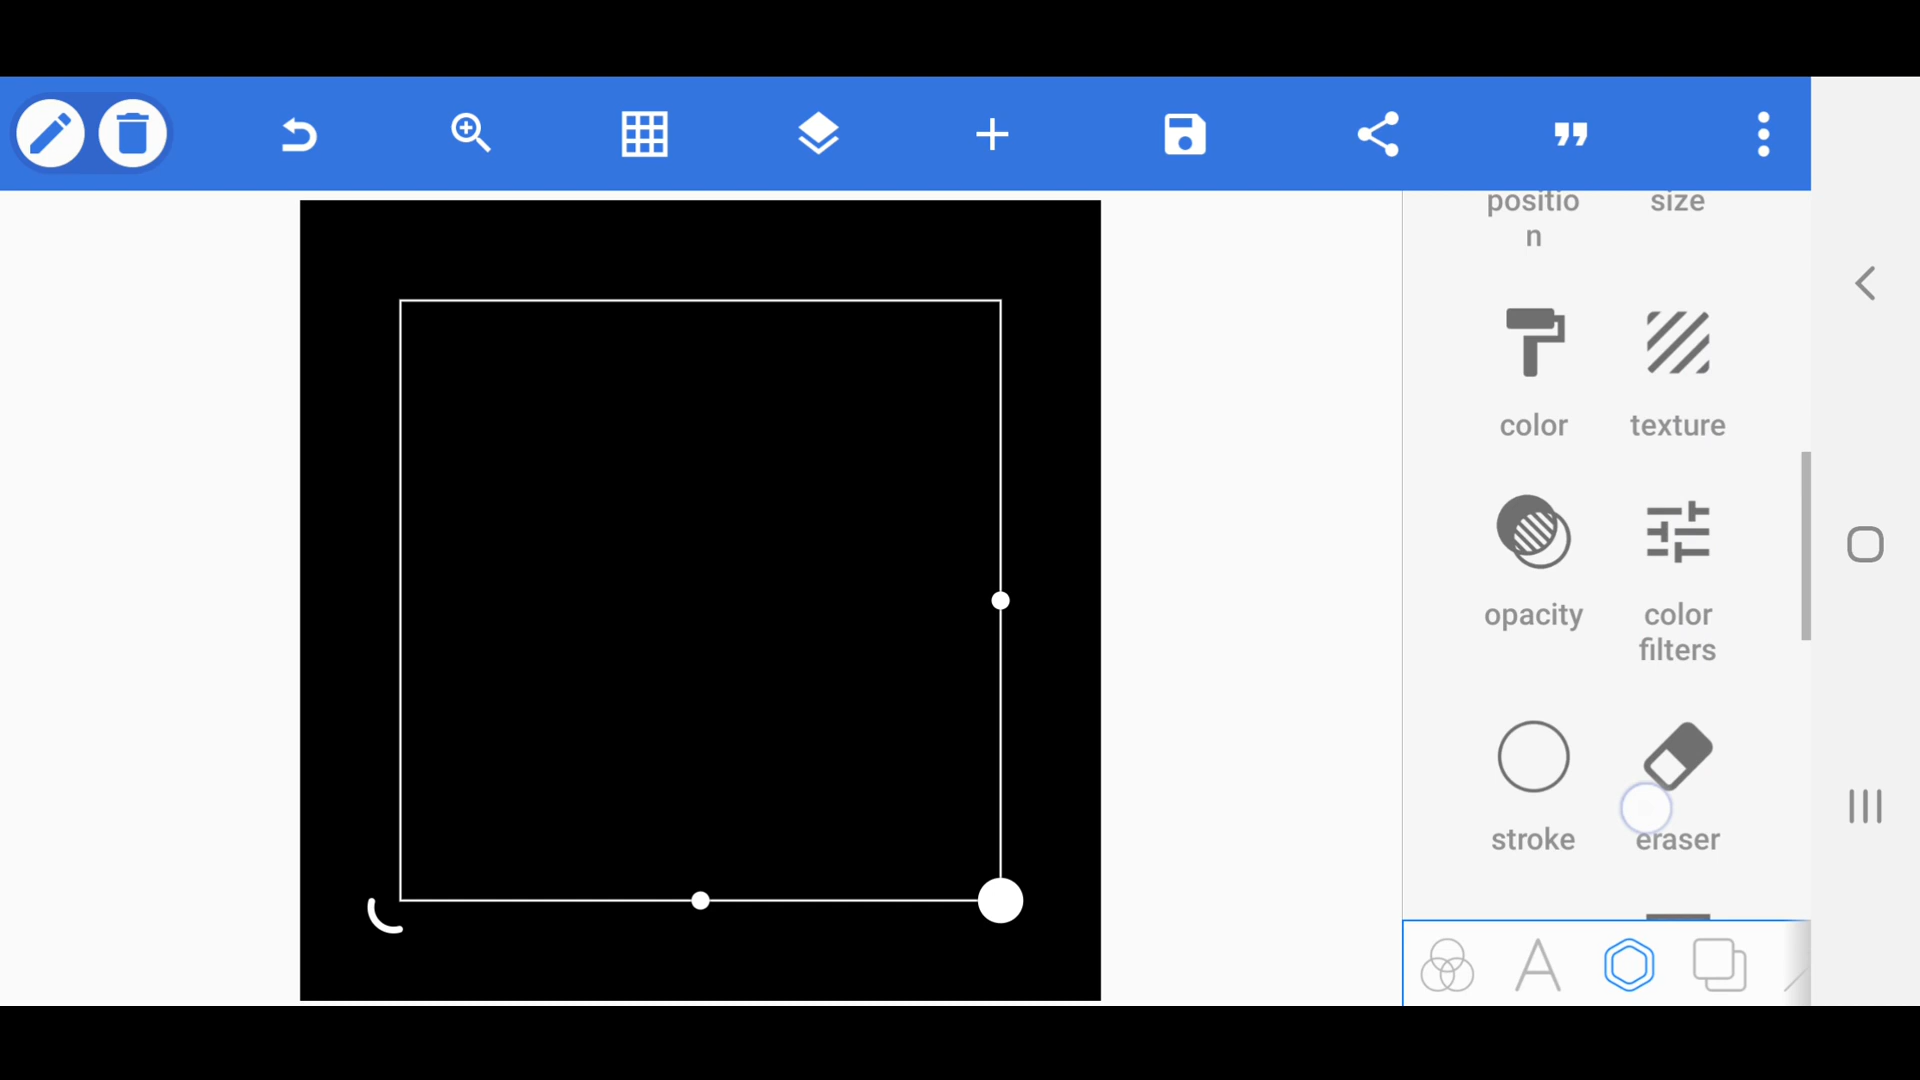 positio size
n
color texture
opacity color
filters
stroke eraser